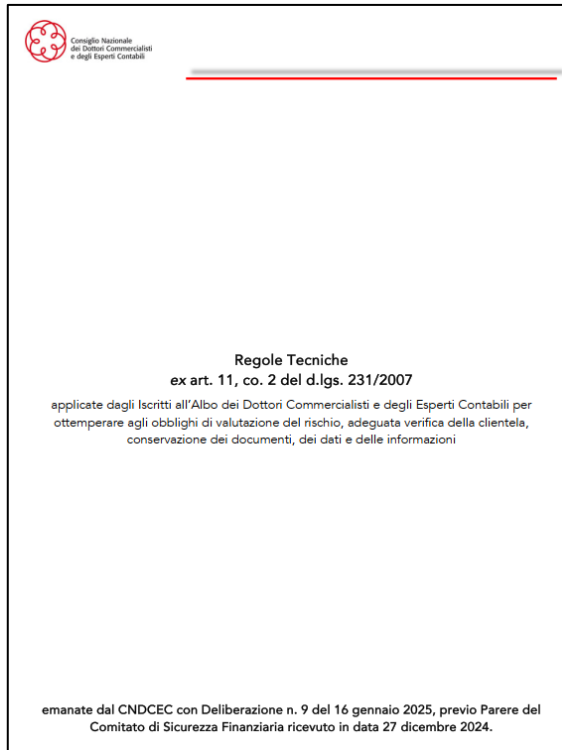 Consiglio Nazionale
dei Dottori Commercialisti
e degli Esperti Contabili
Regole Tecniche
ex art. 11, co. 2 del d.lgs. 231/2007
applicate dagli Iscritti all'Albo dei Dottori Commercialisti e degli Esperti Contabili per
ottemperare agli obblighi di valutazione del rischio, adeguata verifica della clientela,
conservazione dei documenti, dei dati e delle informazioni
emanate dal CNDCEC con Deliberazione n. 9 del 16 gennaio 2025, previo Parere del
Comitato di Sicurezza Finanziaria ricevuto in data 27 dicembre 2024.